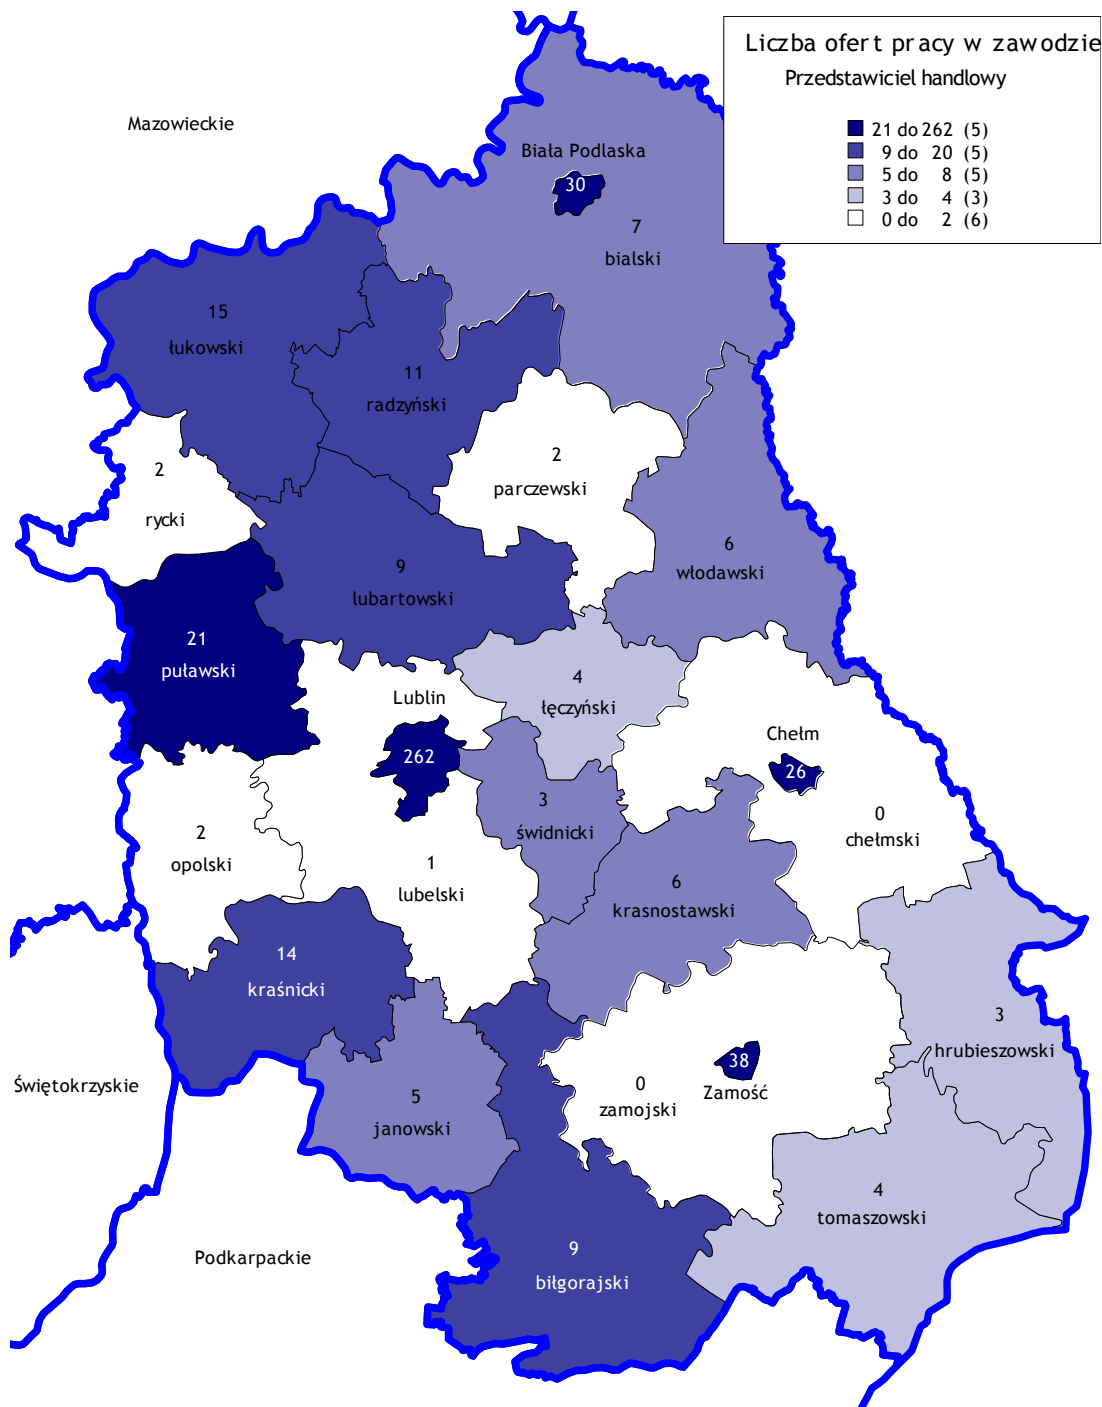 Liczba ofert pracy w zawodzie
Przedstawiciel handlowy
21 do 262 (5)
9 do 20 (5)
5 do 8 (5)
3 do 4 (3)
0 do 2 (6)
Mazowieckie
Biała Podlaska
30
7
bialski
15
łukowski
11
radzyński
2
parczewski
2
rycki
6
włodawski
9
lubartowski
21
puławski
4
łęczyński
Lublin
262
Chełm
26
3
świdnicki
0
chełmski
2
opolski
1
lubelski
6
krasnostawski
14
kraśnicki
3
hrubieszowski
38
Zamość
0
zamojski
Świętokrzyskie
5
janowski
4
tomaszowski
Podkarpackie
9
biłgorajski